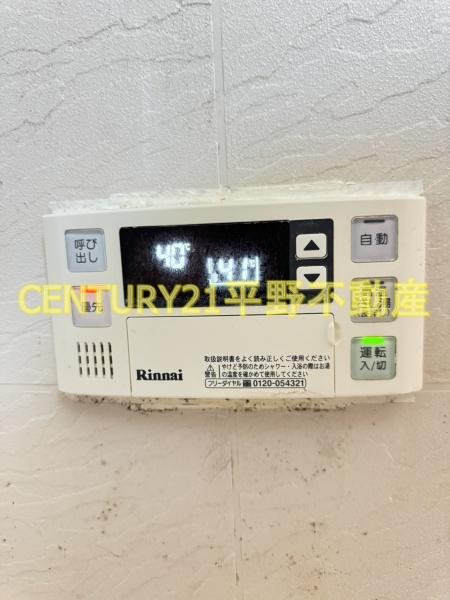 呼び
出し
40℃
自動
CENTURY21平野不動産
優先
運転
入/切
Rinnai
取扱説明書をよく読み正しくご使用ください
警告
やけど予防のためシャワー・入浴の際はお湯
の温度を確かめて使用してください
フリーダイヤル 0120-054321